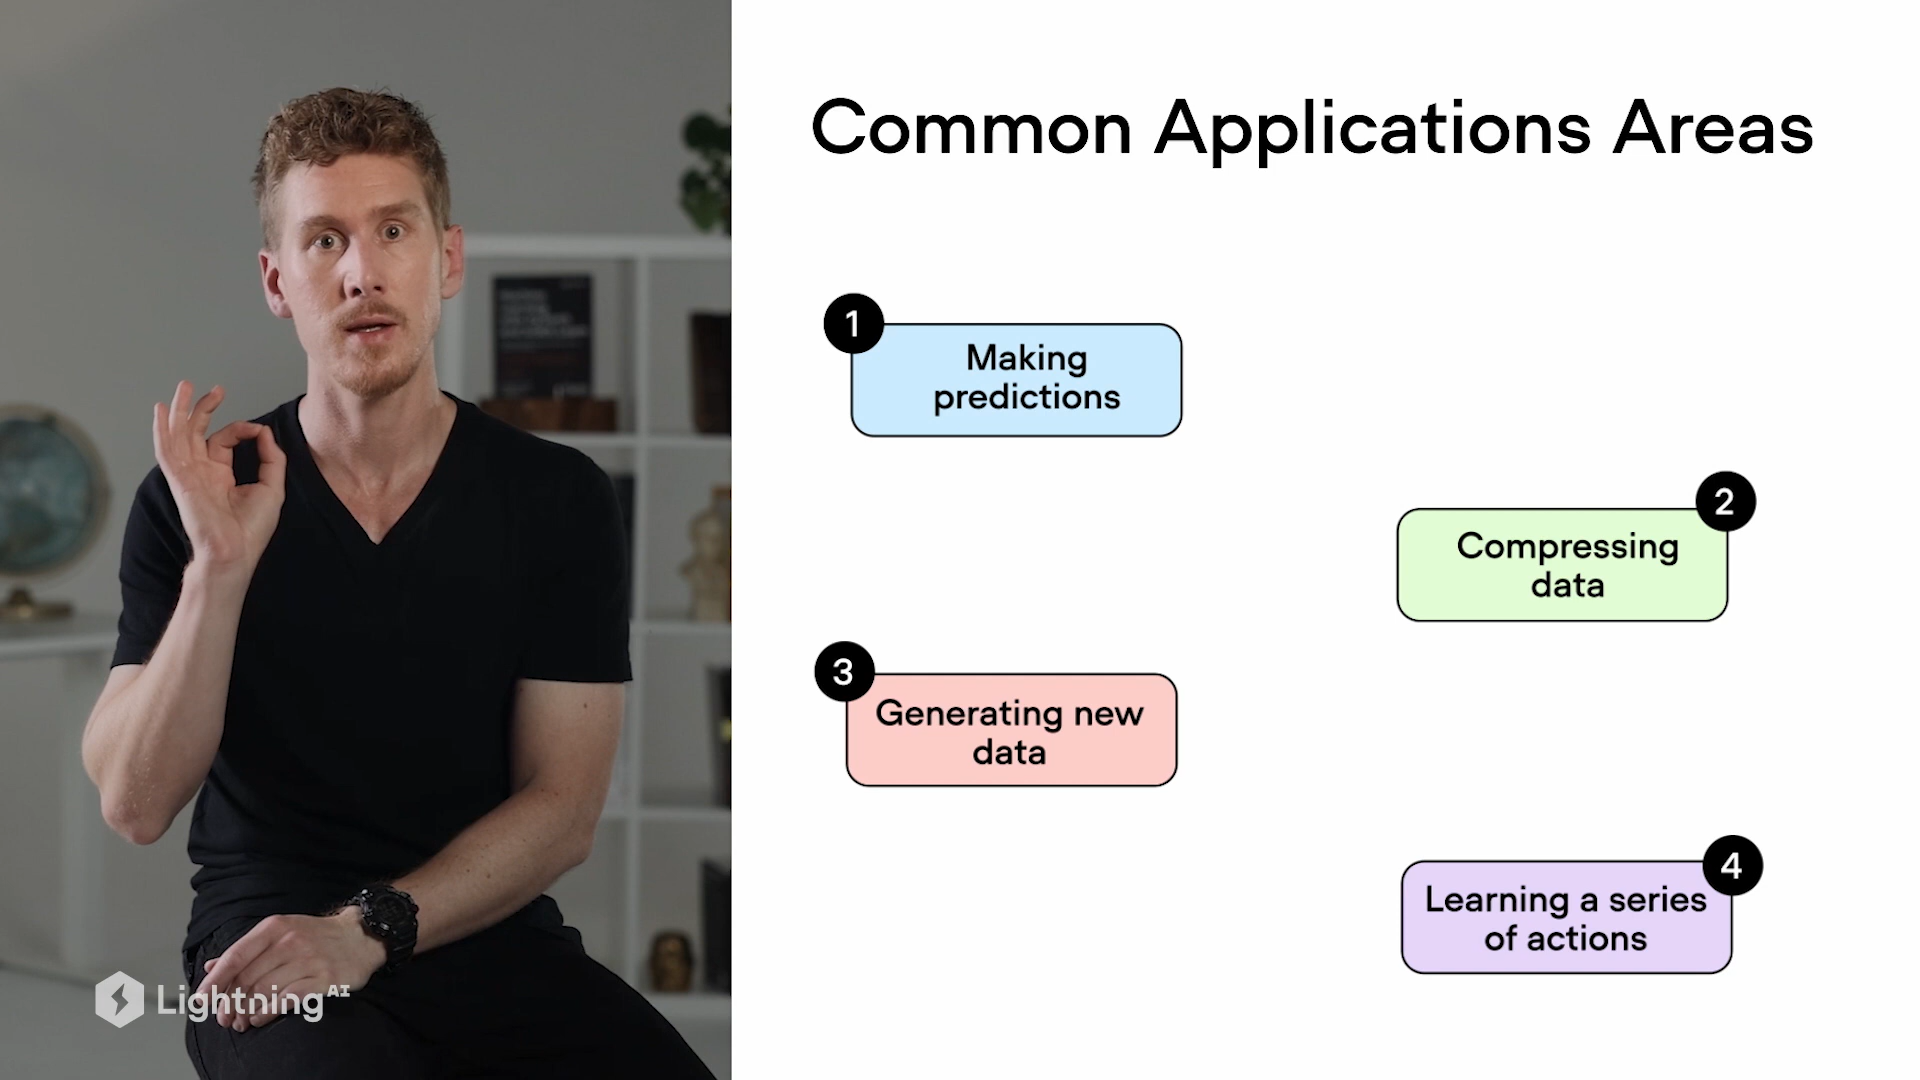 Common Applications Areas
1
Making
predictions
2
Compressing
data
3
Generating new
data
4
Learning a series
of actions
Lightning AI